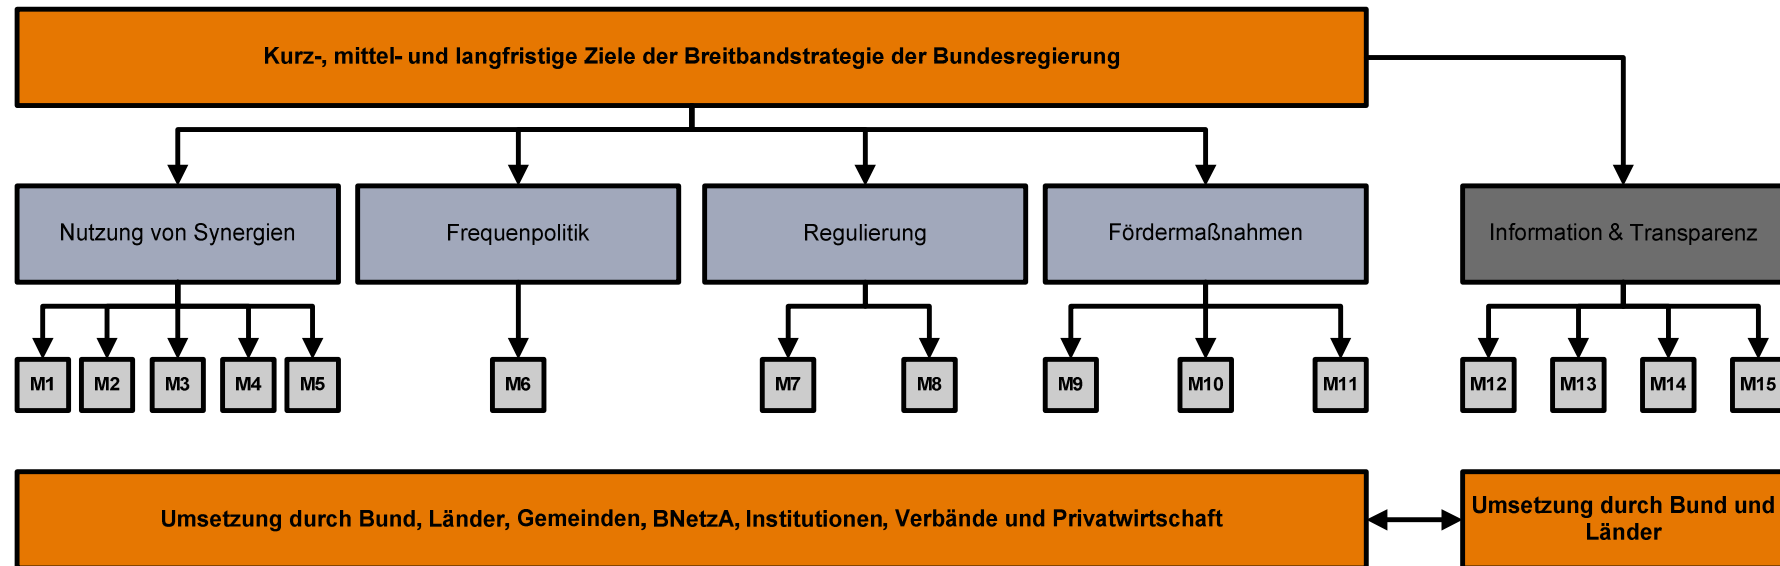 Kurz-, mittel- und langfristige Ziele der Breitbandstrategie der Bundesregierung
Nutzung von Synergien
Frequenpolitik
Regulierung
Fördermaßnahmen
Information & Transparenz
M1
M2
M3
M4
M5
M6
M7
M8
M9
M10
M11
M12
M13
M14
M15
Umsetzung durch Bund, Länder, Gemeinden, BNetzA, Institutionen, Verbände und Privatwirtschaft
Umsetzung durch Bund und
Länder